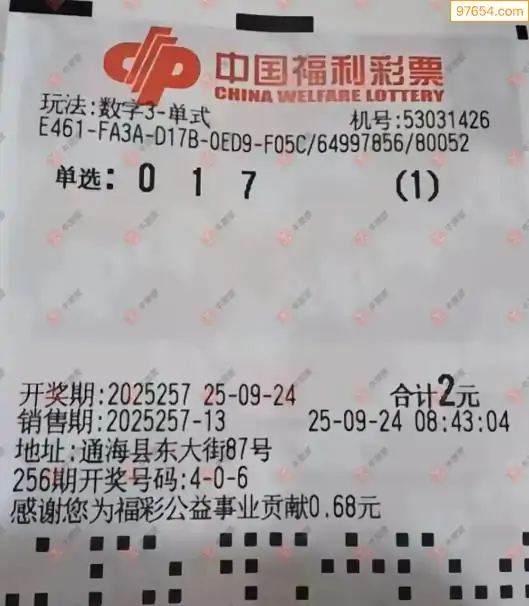 97654.com
中国福利彩票
CHINA WELFARE LOTTERY
玩法:数字3-单式 机号:53031426
E461-FA3A-D17B-0ED9-F05C/64997856/80052
单选: 0 1 7 (1)
开奖期:2025257 25-09-24 合计2元
销售期:2025257-13 25-09-24 08:43:04
地址:通海县东大街87号
256期开奖号码:4-0-6
感谢您为福彩公益事业贡献0.68元